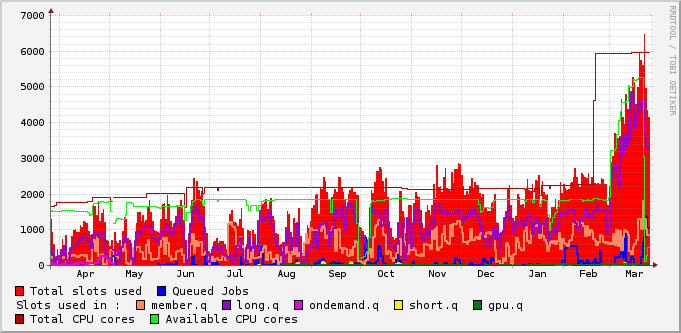 7000
6000
5000
4000
3000
2000
1000
0
Apr May Jun Jul Aug Sep Oct Nov Dec Jan Feb Mar
RRDTOOL / TOBI OETIKER
Total slots used Queued Jobs
Slots used in : member.q long.q ondemand.q short.q gpu.q
Total CPU cores Available CPU cores